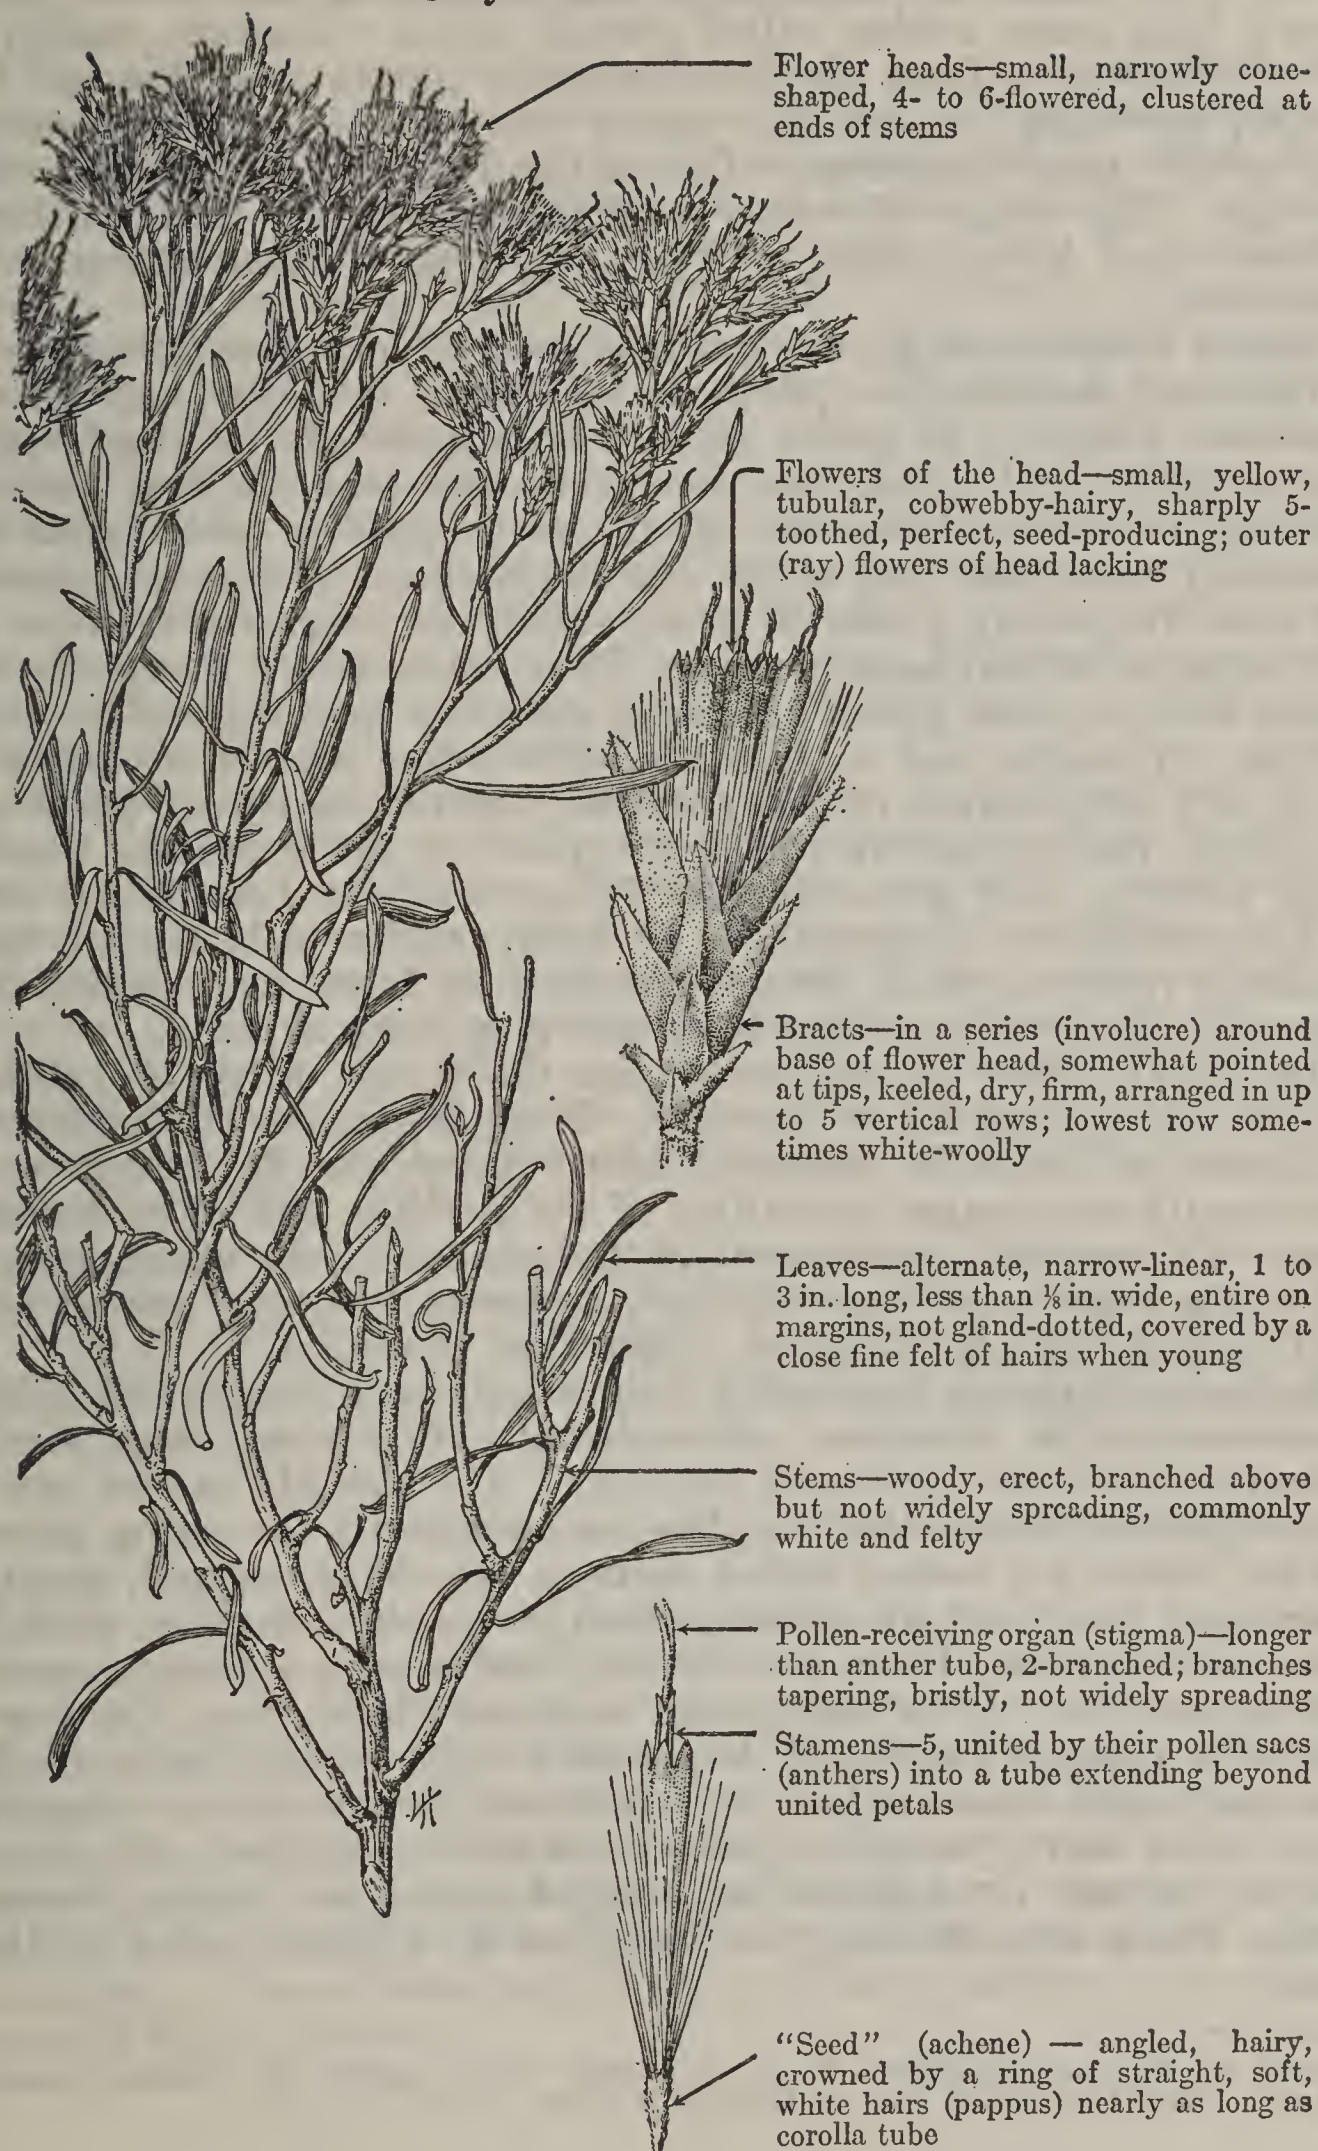 Flower heads—small, narrowly cone-
shaped, 4- to 6-flowered, clustered at
ends of stems
Flowers of the head—small, yellow,
tubular, cobwebby-hairy, sharply 5-
toothed, perfect, seed-producing; outer
(ray) flowers of head lacking
Bracts—in a series (involucre) around
base of flower head, somewhat pointed
at tips, keeled, dry, firm, arranged in up
to 5 vertical rows; lowest row some-
times white-woolly
Leaves—alternate, narrow-linear, 1 to
3 in. long, less than ⅛ in. wide, entire on
margins, not gland-dotted, covered by a
close fine felt of hairs when young
Stems—woody, erect, branched above
but not widely spreading, commonly
white and felty
Pollen-receiving organ (stigma)—longer
than anther tube, 2-branched; branches
tapering, bristly, not widely spreading
Stamens—5, united by their pollen sacs
(anthers) into a tube extending beyond
united petals
"Seed" (achene) — angled, hairy,
crowned by a ring of straight, soft,
white hairs (pappus) nearly as long as
corolla tube